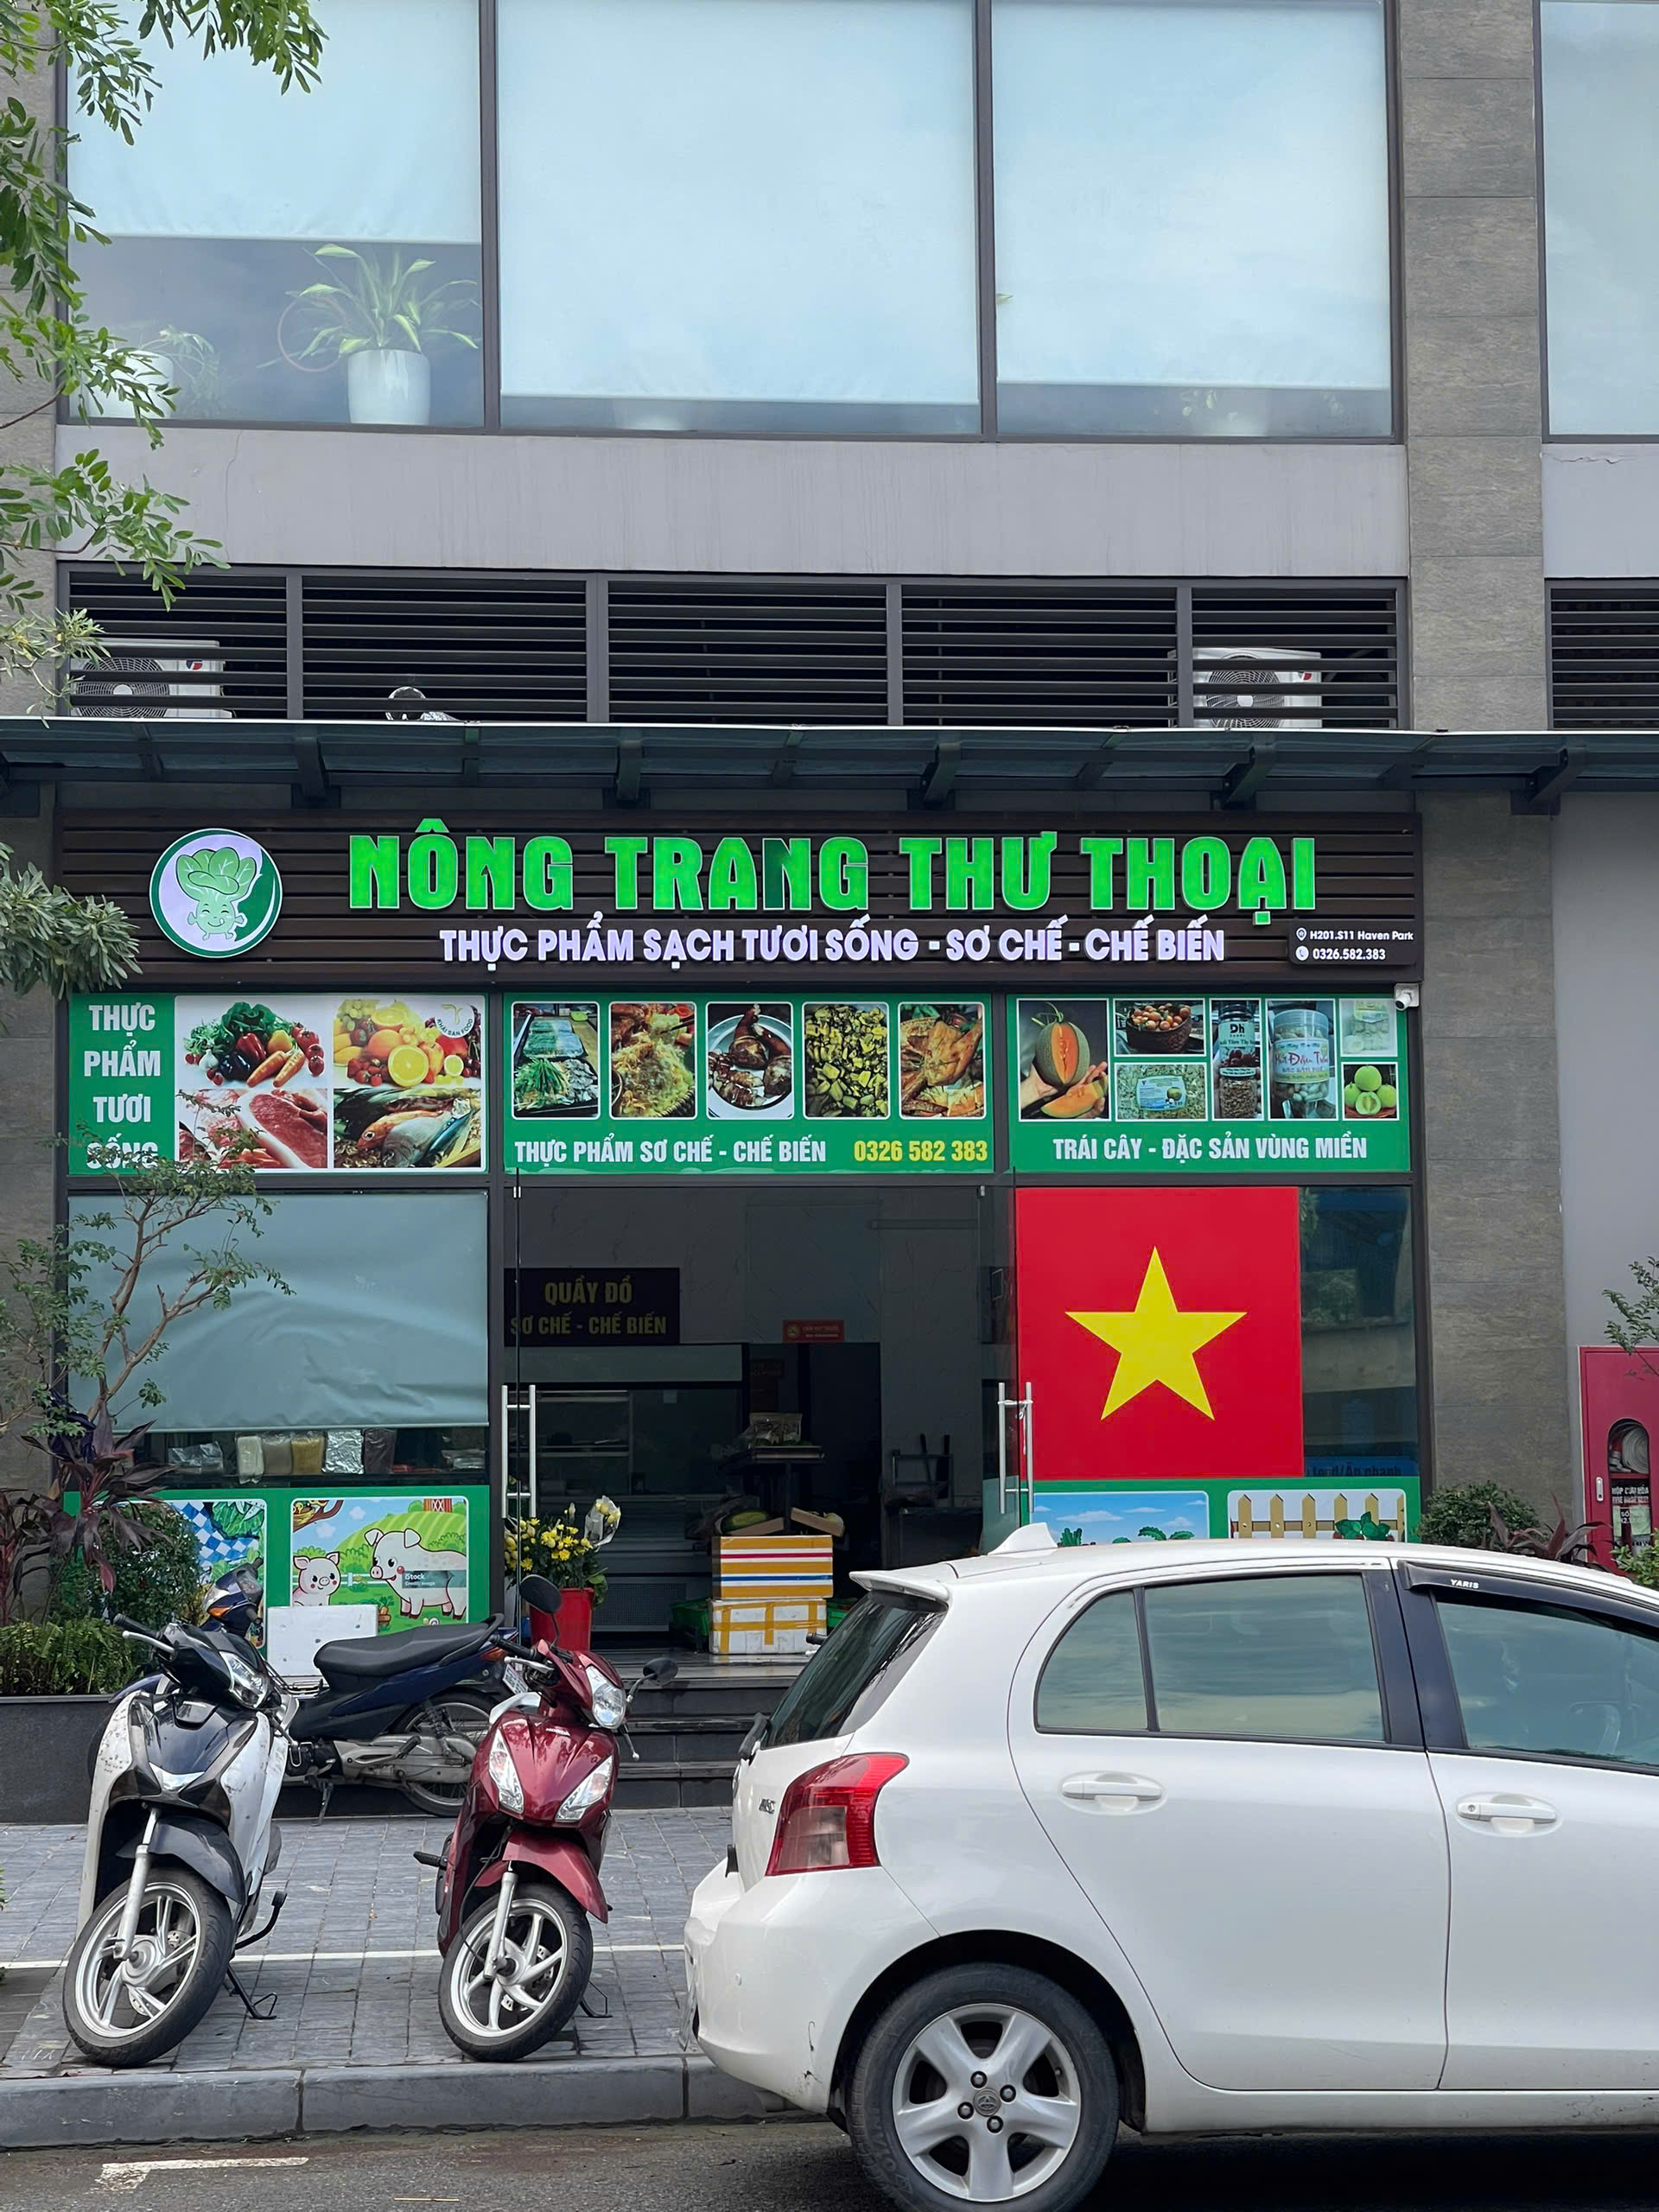 NÔNG TRANG THƯ THOẠI
THỰC PHẨM SẠCH TƯƠI SỐNG - SƠ CHẾ - CHẾ BIẾN
H201.S11 Haven Park
0326.582.383
THỰC
PHẨM
TƯƠI
SỐNG
THỰC PHẨM SƠ CHẾ - CHẾ BIẾN 0326 582 383
Dh
TRÁI CÂY - ĐẶC SẢN VÙNG MIỀN
QUẦY ĐỒ
SƠ CHẾ - CHẾ BIẾN
iStock
YARIS